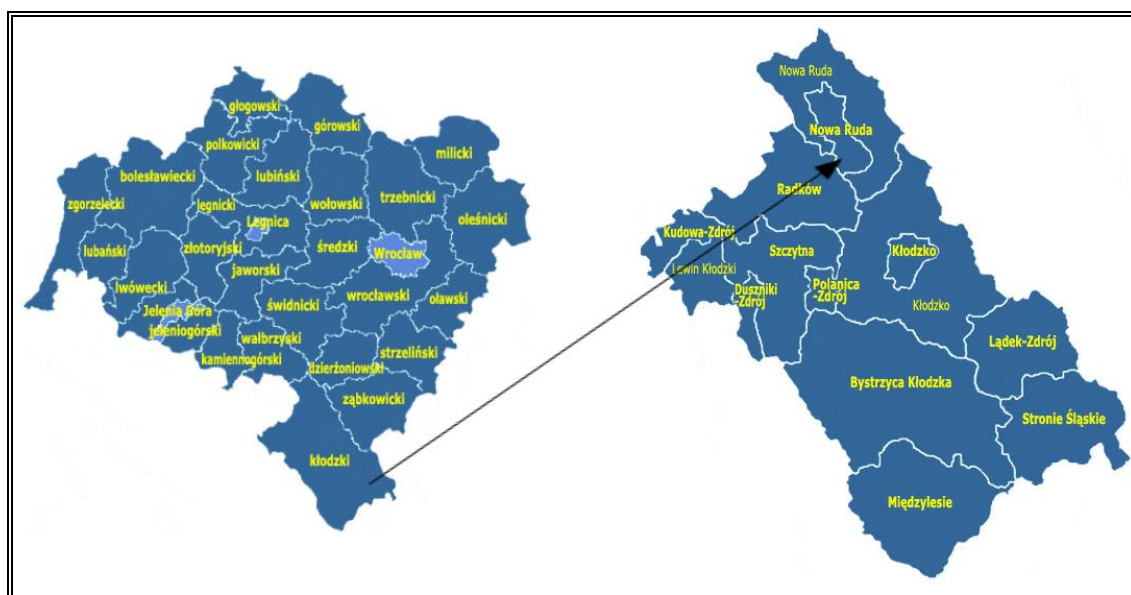 głogowski
górowski
polkowicki
milicki
bolesławiecki
lubiński
trzebnicki
zgorzelecki
legnicki
wołowski
oleśnicki
Legnica
lubański
złotoryjski
średzki
Wrocław
jaworski
lwówecki
wrocławski
oławski
świdnicki
Jelenia Góra
jeleniogórski
wałbrzyski
strzeliński
kamiennogórski
dzierżoniowski
ząbkowicki
kłodzki
Nowa Ruda
Nowa Ruda
Radków
Kudowa-Zdrój
Szczytna
Kłodzko
Lewin Kłodzki
Duszniki
-Zdrój
Polanica
-Zdrój
Kłodzko
Lądek-Zdrój
Bystrzyca Kłodzka
Stronie Śląskie
Międzylesie